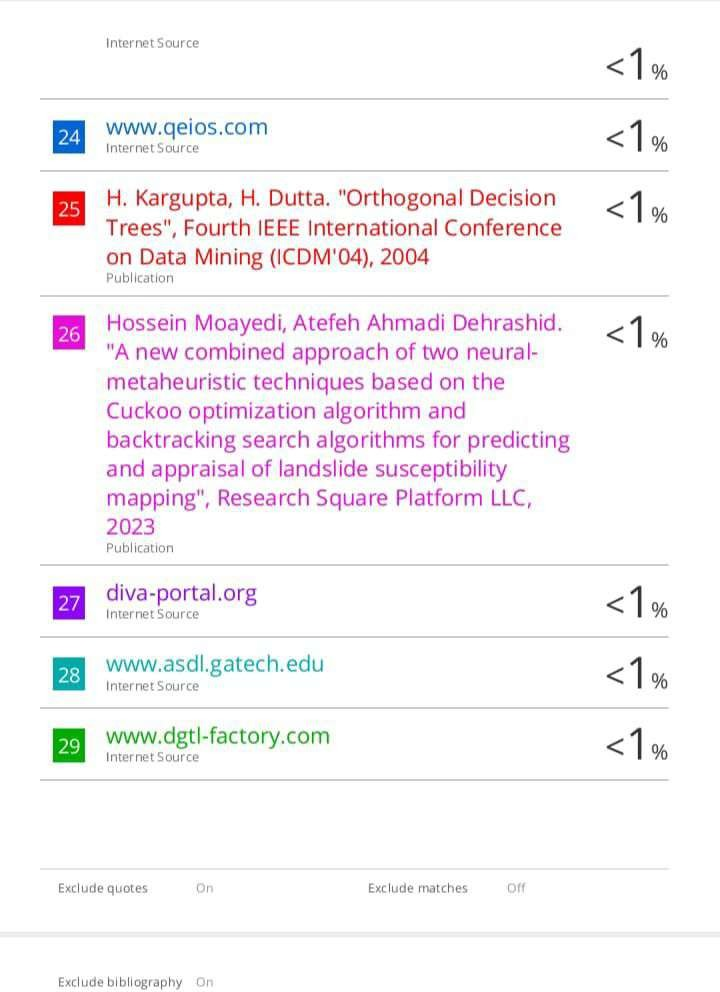 Internet Source
<1%
24 www.qeios.com <1%
Internet Source
25 H. Kargupta, H. Dutta. "Orthogonal Decision <1%
Trees", Fourth IEEE International Conference
on Data Mining (ICDM'04), 2004
Publication
26 Hossein Moayedi, Atefeh Ahmadi Dehrashid. <1%
"A new combined approach of two neural-
metaheuristic techniques based on the
Cuckoo optimization algorithm and
backtracking search algorithms for predicting
and appraisal of landslide susceptibility
mapping", Research Square Platform LLC,
2023
Publication
27 diva-portal.org <1%
Internet Source
28 www.asdl.gatech.edu <1%
Internet Source
29 www.dgtl-factory.com <1%
Internet Source
Exclude quotes On Exclude matches Off
Exclude bibliography On